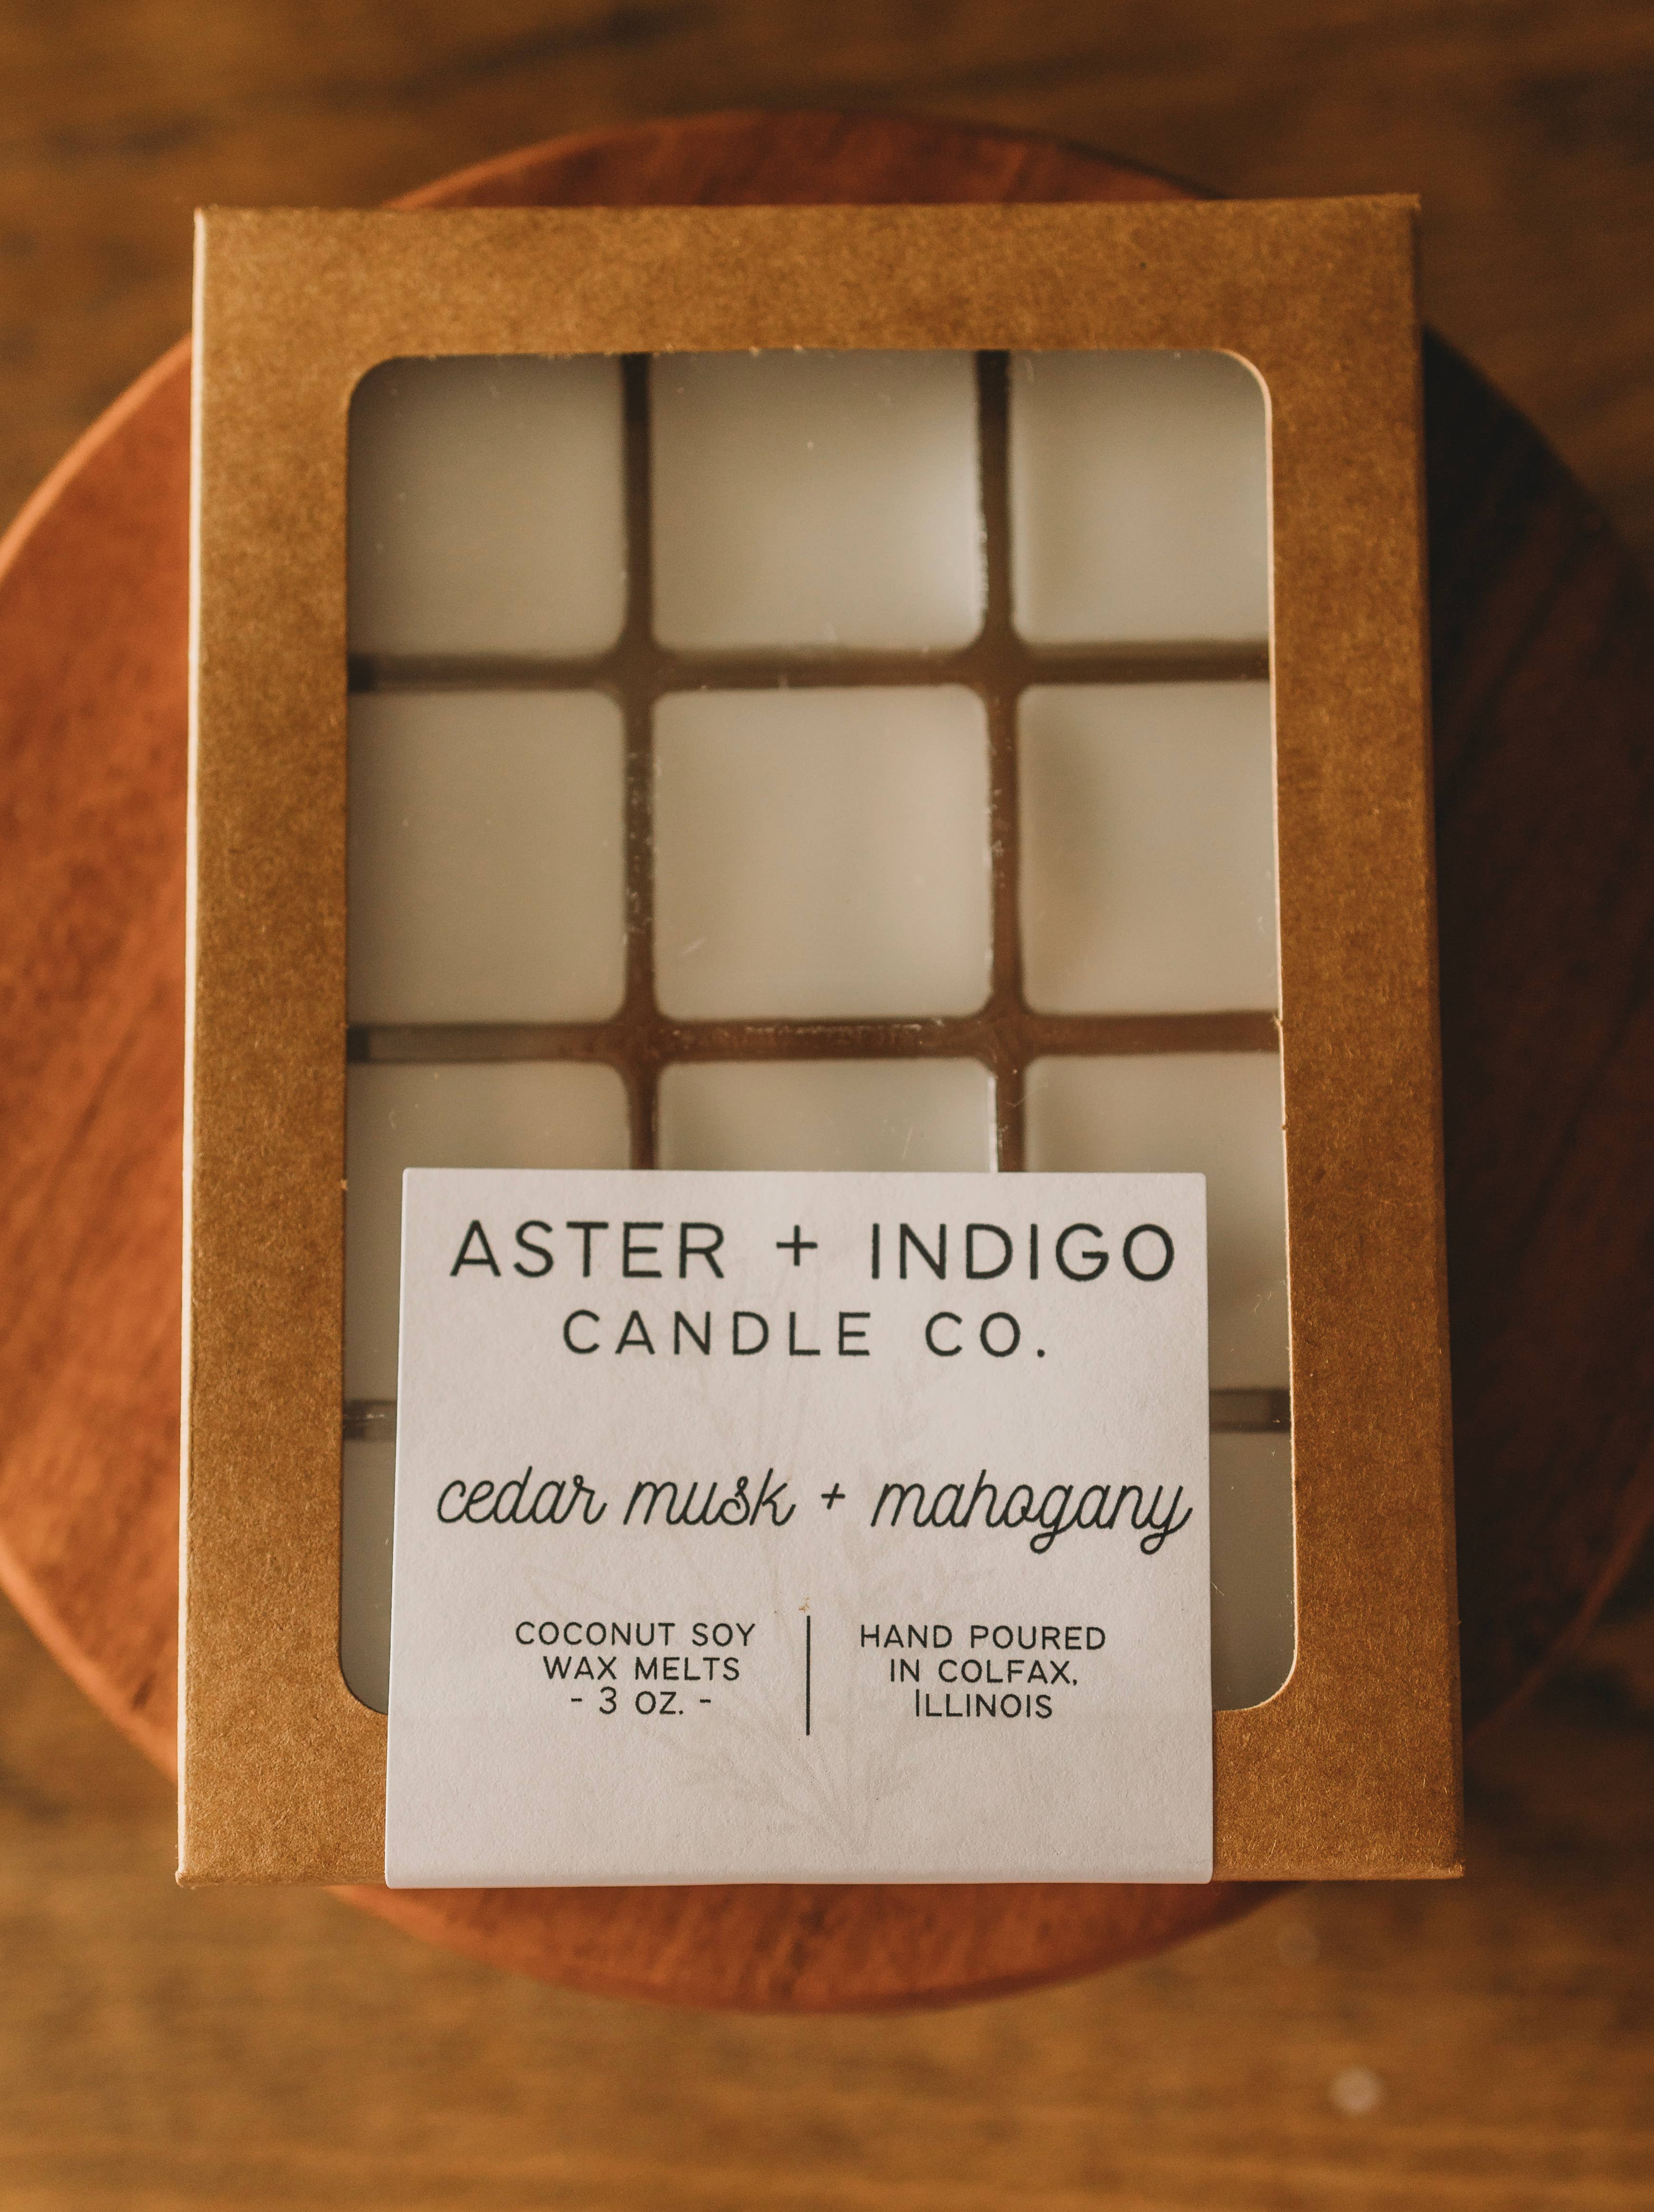 ASTER + INDIGO
CANDLE CO.
cedar musk + mahogany
COCONUT SOY
WAX MELTS
- 3 OZ. -
HAND POURED
IN COLFAX,
ILLINOIS